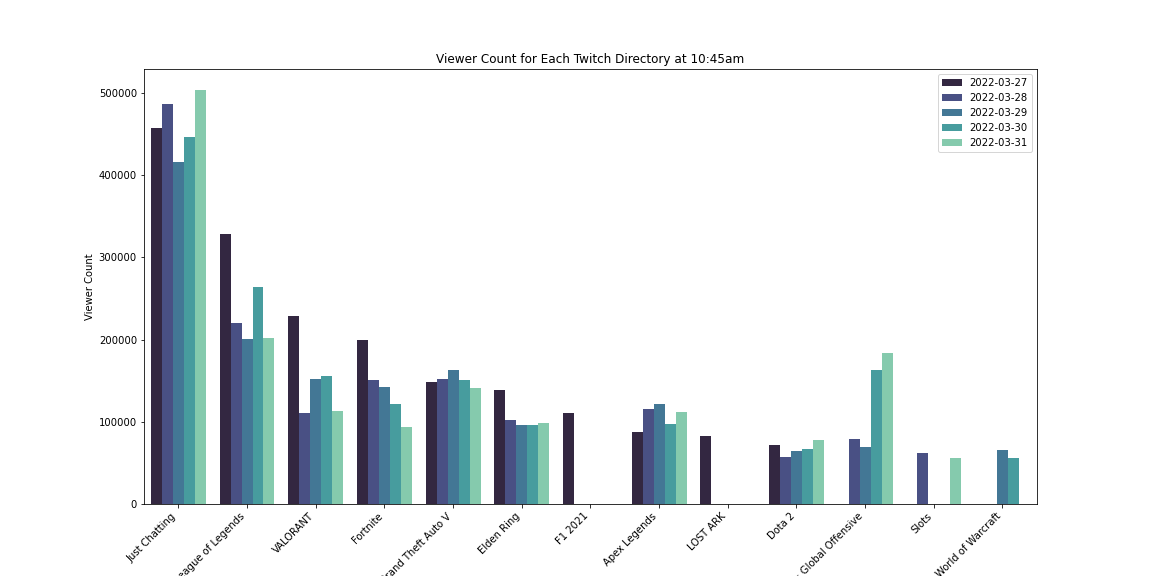 Viewer Count for Each Twitch Directory at 10:45am
2022-03-27
2022-03-28
2022-03-29
2022-03-30
2022-03-31
500000
400000
300000
200000
100000
0
Viewer Count
Just Chatting
eague of Legends
VALORANT
Fortnite
rand Theft Auto V
Elden Ring
F1 2021
Apex Legends
LOST ARK
Dota 2
Global Offensive
Slots
World of Warcraft